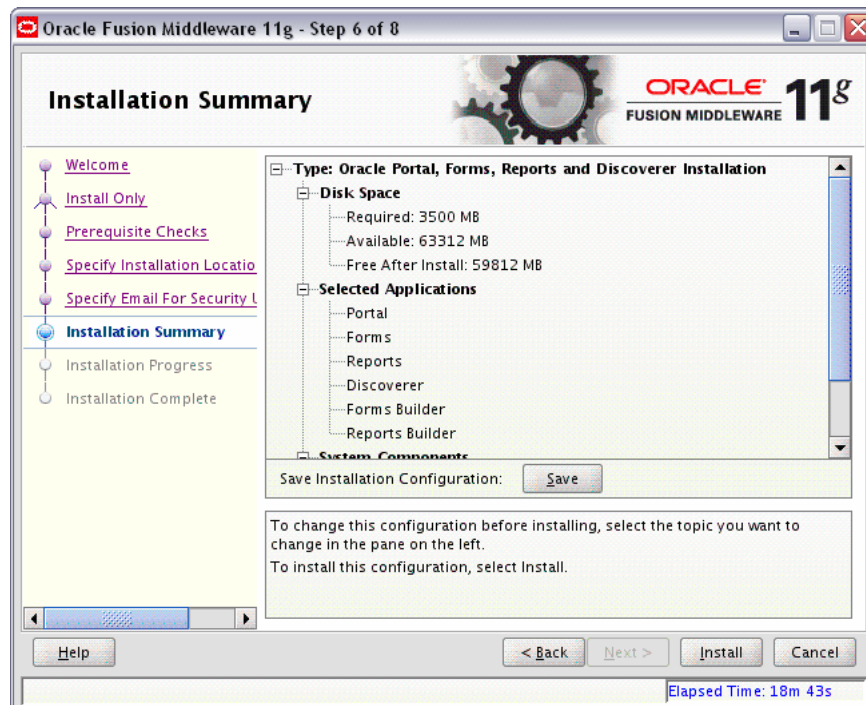 Oracle Fusion Middleware 11g - Step 6 of 8
Installation Summary
ORACLE
FUSION MIDDLEWARE 11g
Welcome
Install Only
Prerequisite Checks
Specify Installation Locatio
Specify Email For Security U
Installation Summary
Installation Progress
Installation Complete
Type: Oracle Portal, Forms, Reports and Discoverer Installation
Disk Space
Required: 3500 MB
Available: 63312 MB
Free After Install: 59812 MB
Selected Applications
Portal
Forms
Reports
Discoverer
Forms Builder
Reports Builder
System Components
Save Installation Configuration: Save
To change this configuration before installing, select the topic you want to
change in the pane on the left.
To install this configuration, select Install.
Help < Back Next > Install Cancel
Elapsed Time: 18m 43s